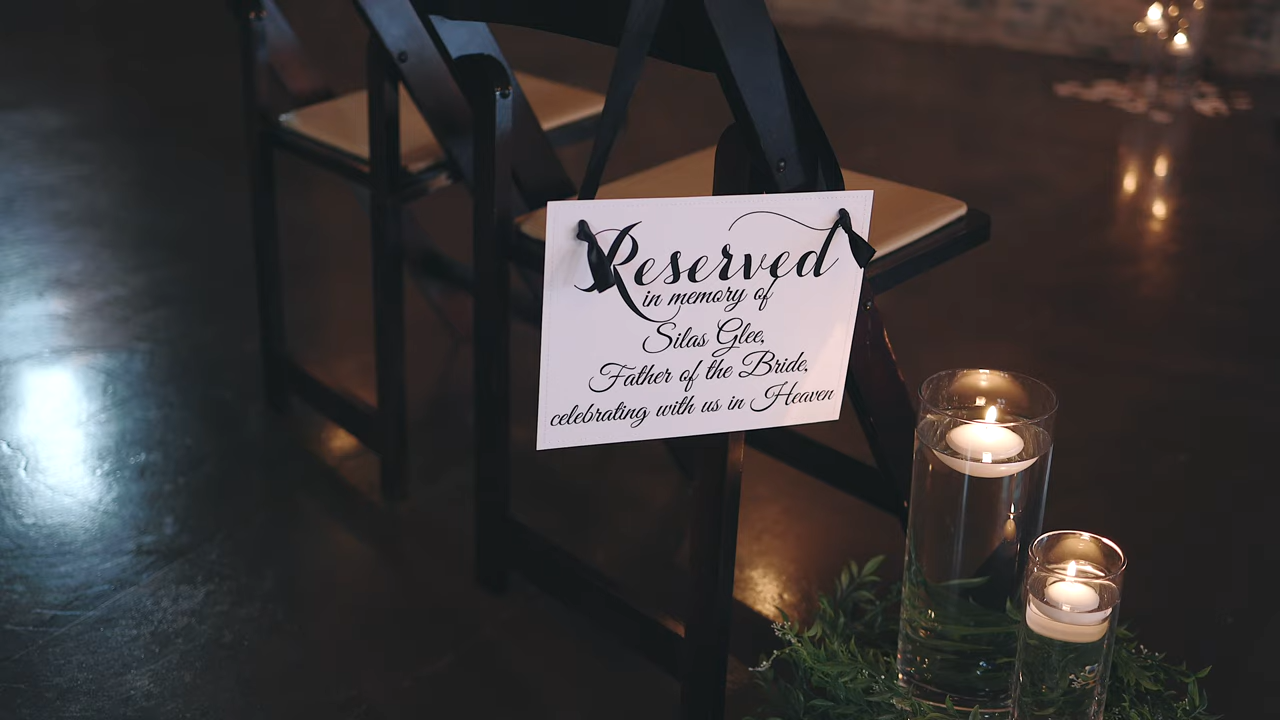 Reserved
in memory of
Silas Glee,
Father of the Bride,
celebrating with us in Heaven